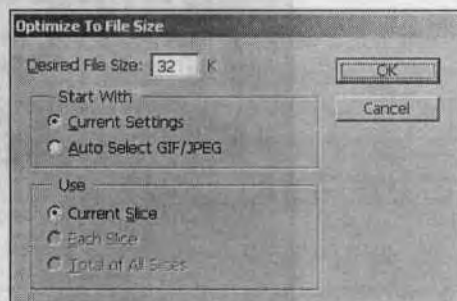 Optimize To File Size
Desired File Size: 32 K
OK
Cancel
Start With
Current Settings
Auto Select GIF/JPEG
Use
Current Slice
Each Slice
Total of All Slices